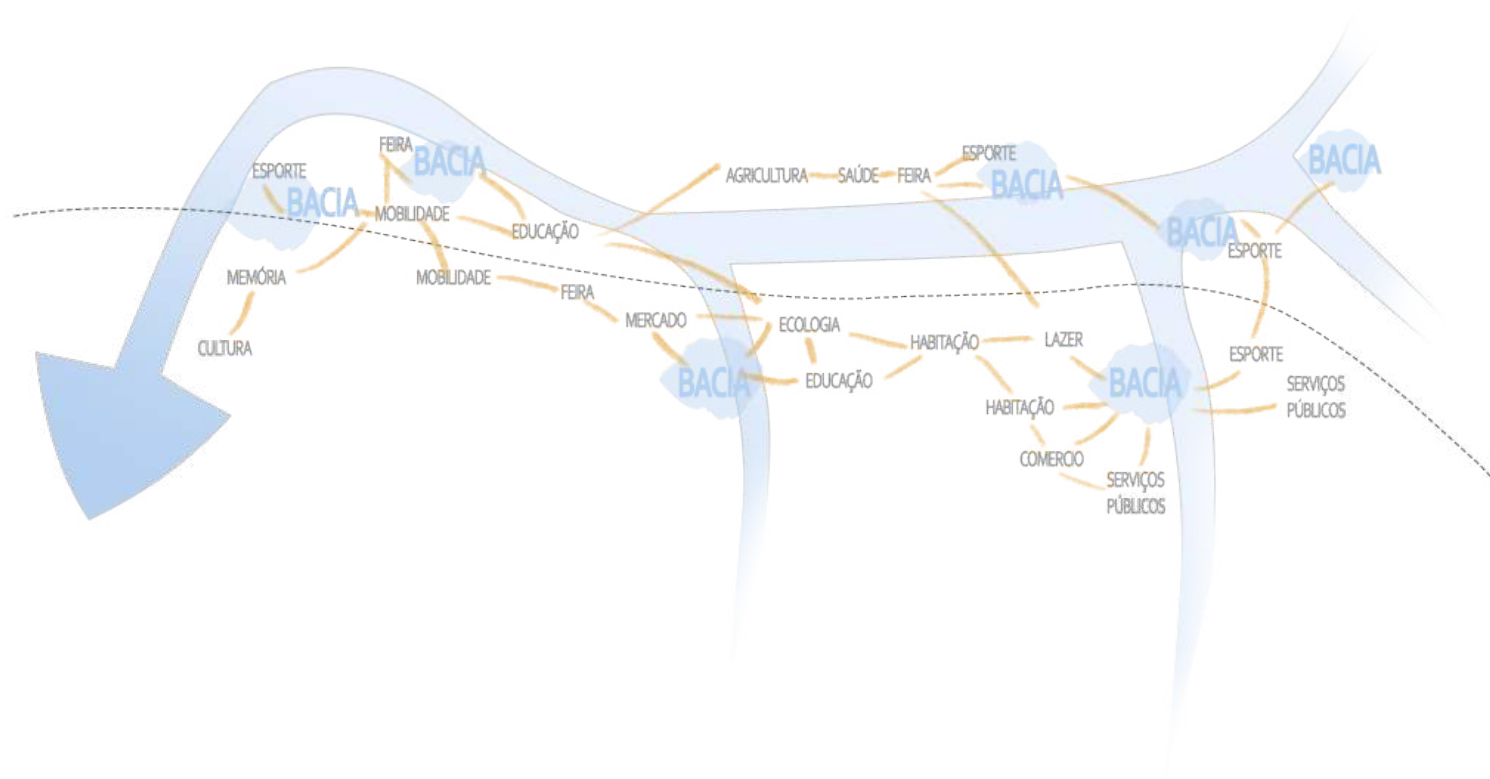 FEIRA
ESPORTE
BACIA
BACIA
MOBILIDADE
EDUCAÇÃO
MEMÓRIA
MOBILIDADE
FEIRA
CULTURA
MERCADO
BACIA
AGRICULTURA
SAÚDE
FEIRA
ESPORTE
BACIA
ECOLOGIA
EDUCAÇÃO
HABITAÇÃO
LAZER
HABITAÇÃO
BACIA
COMERCIO
SERVIÇOS
PÚBLICOS
BACIA
BACIA
ESPORTE
ESPORTE
SERVIÇOS
PÚBLICOS